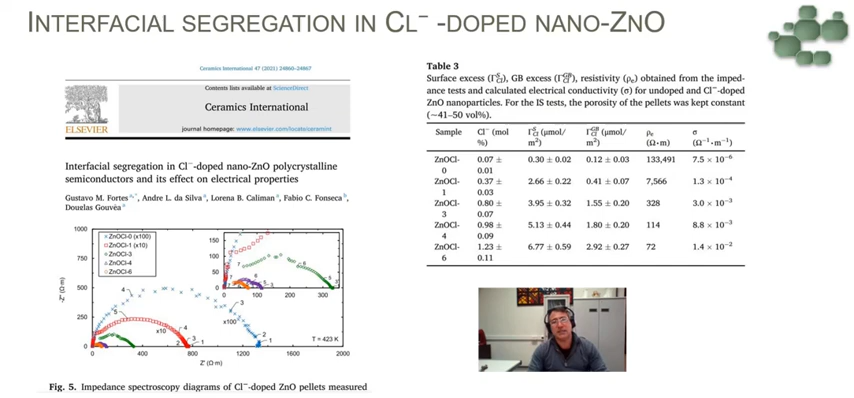 INTERFACIAL SEGREGATION IN CL⁻ -DOPED NANO-ZNO
Ceramics International 47 (2021) 24860–24867
Contents lists available at ScienceDirect
Ceramics International
ELSEVIER
journal homepage: www.elsevier.com/locate/ceramint
Interfacial segregation in Cl⁻-doped nano-ZnO polycrystalline
semiconductors and its effect on electrical properties
Gustavo M. Fortes a,*, Andre L. da Silva a, Lorena B. Caliman a, Fabio C. Fonseca b,
Douglas Gouvêa a
-Z'' (Ω·m)
1000
750
500
250
0
ZnOCl-0 (x100)
ZnOCl-1 (x10)
ZnOCl-3
ZnOCl-4
ZnOCl-6
150
100
50
0
0 100 200 300
x10
x100
T = 423 K
0 400 800 1200 1600 2000
Z' (Ω·m)
Fig. 5. Impedance spectroscopy diagrams of Cl⁻-doped ZnO pellets measured
Table 3
Surface excess (Γ_Cl^S), GB excess (Γ_Cl^GB), resistivity (ρe) obtained from the imped-
ance tests and calculated electrical conductivity (σ) for undoped and Cl⁻-doped
ZnO nanoparticles. For the IS tests, the porosity of the pellets was kept constant
(~41–50 vol%).
Sample Cl⁻ (mol %) Γ_Cl^S (μmol/m²) Γ_Cl^GB (μmol/m²) ρe (Ω·m) σ (Ω⁻¹·m⁻¹)
ZnOCl-0 0.07 ± 0.01 0.30 ± 0.02 0.12 ± 0.03 133,491 7.5 × 10⁻⁶
ZnOCl-1 0.37 ± 0.03 2.66 ± 0.22 0.41 ± 0.07 7,566 1.3 × 10⁻⁴
ZnOCl-3 0.80 ± 0.07 3.95 ± 0.32 1.55 ± 0.20 328 3.0 × 10⁻³
ZnOCl-4 0.98 ± 0.09 5.13 ± 0.44 1.80 ± 0.20 114 8.8 × 10⁻³
ZnOCl-6 1.23 ± 0.11 6.77 ± 0.59 2.92 ± 0.27 72 1.4 × 10⁻²